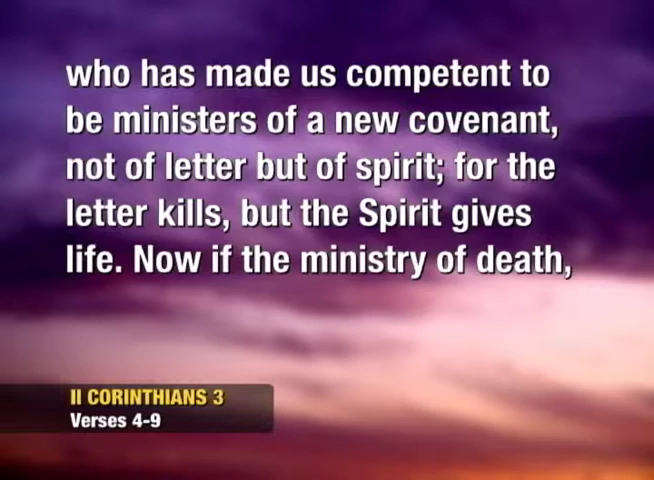 who has made us competent to
be ministers of a new covenant,
not of letter but of spirit; for the
letter kills, but the Spirit gives
life. Now if the ministry of death,
II CORINTHIANS 3
Verses 4-9